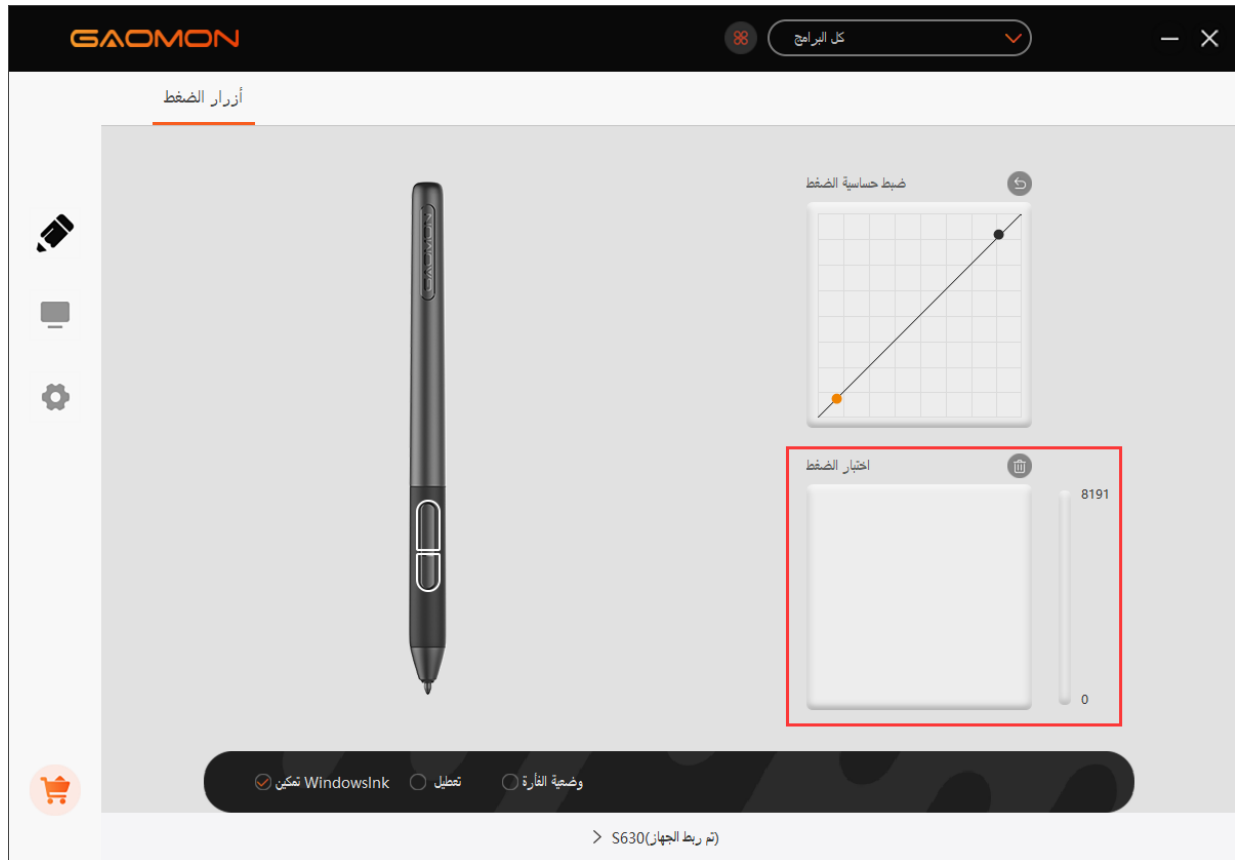 GAOMON
كل البرامج
أزرار الضغط
ضبط حساسية الضغط
GAOMON
اختبار الضغط
8191
0
تمكين WindowsInk
تعطيل
وضعية الفأرة
S630(تم ربط الجهاز)